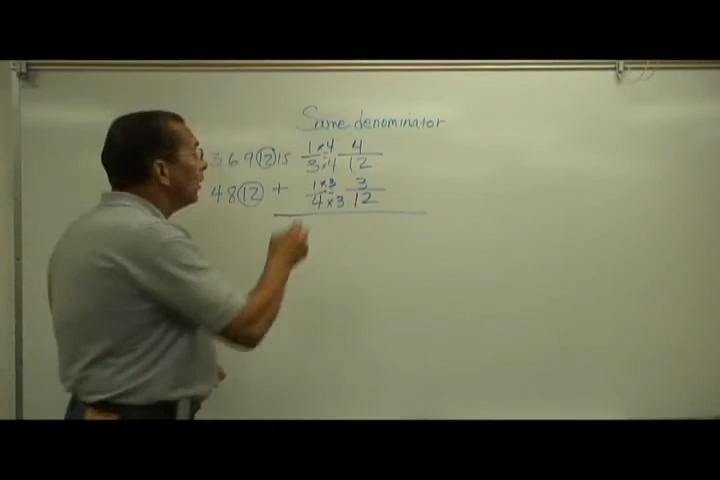 Same denominator
3 6 9 12 15 1×4/3×4 = 4/12
4 8 12 + 1×3/4×3 = 3/12